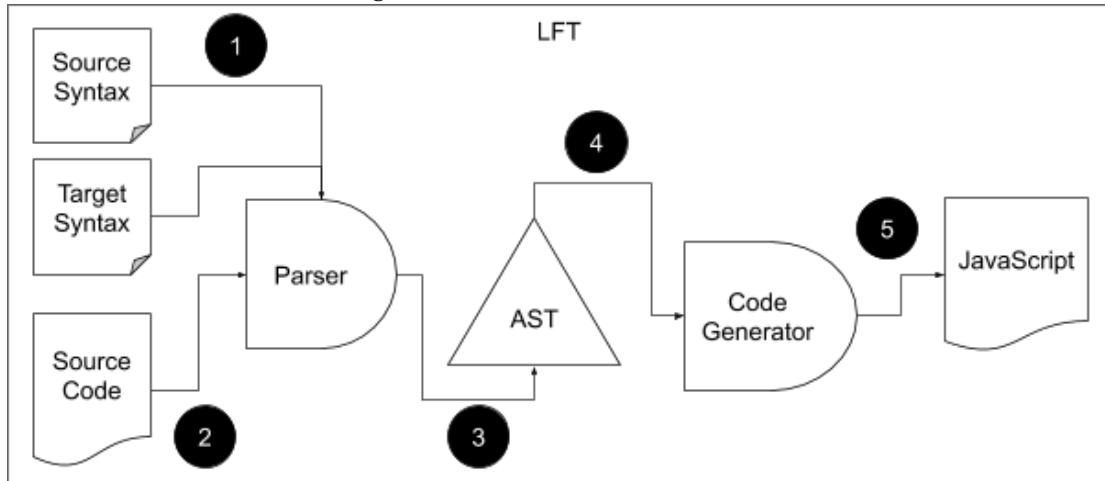 LFT
1
Source
Syntax
Target
Syntax
Source
Code
2
Parser
3
AST
4
Code
Generator
5
JavaScript